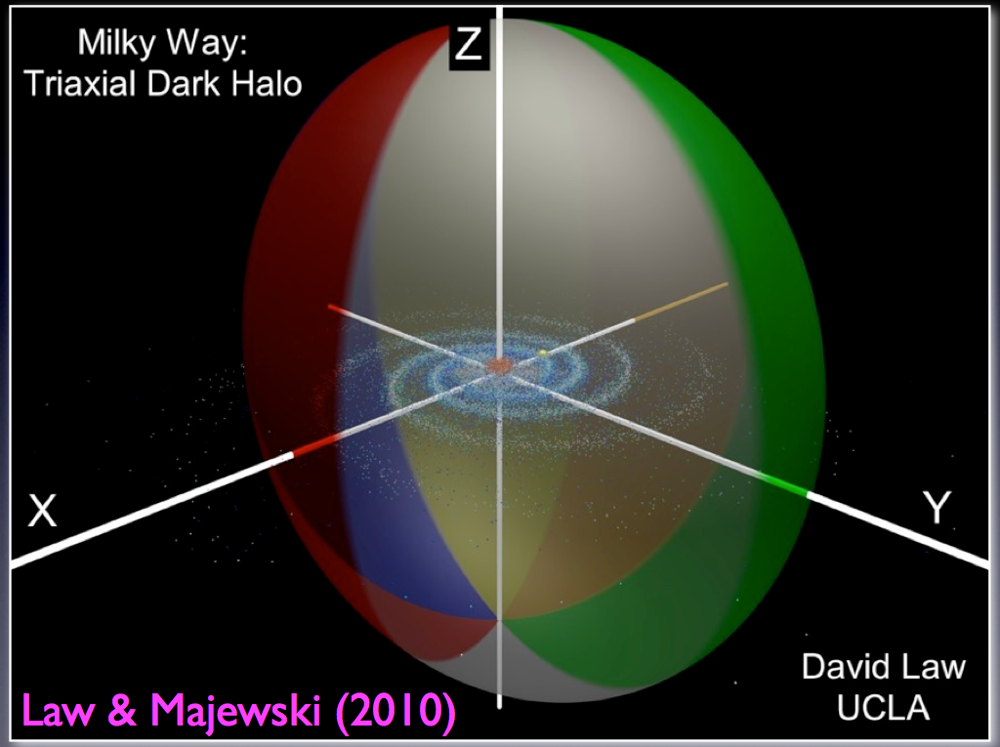 Milky Way:
Triaxial Dark Halo
Z
X
Y
David Law
UCLA
Law & Majewski (2010)